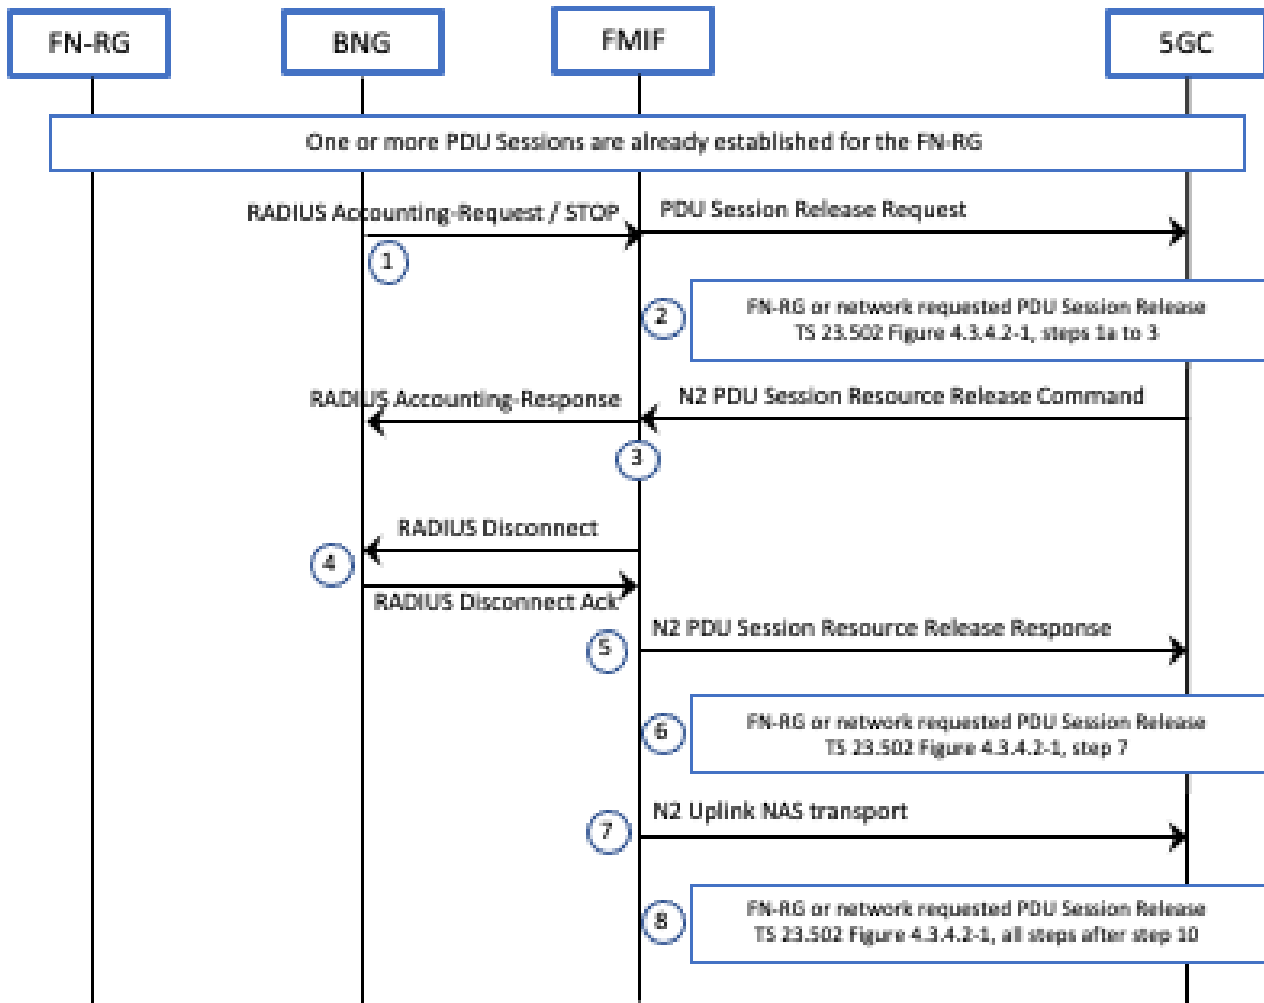 FN-RG
BNG
FMIF
5GC
One or more PDU Sessions are already established for the FN-RG
RADIUS Accounting-Request / STOP
PDU Session Release Request
1
2
FN-RG or network requested PDU Session Release
TS 23.502 Figure 4.3.4.2-1, steps 1a to 3
RADIUS Accounting-Response
N2 PDU Session Resource Release Command
3
RADIUS Disconnect
4
RADIUS Disconnect Ack
N2 PDU Session Resource Release Response
5
6
FN-RG or network requested PDU Session Release
TS 23.502 Figure 4.3.4.2-1, step 7
N2 Uplink NAS transport
7
8
FN-RG or network requested PDU Session Release
TS 23.502 Figure 4.3.4.2-1, all steps after step 10